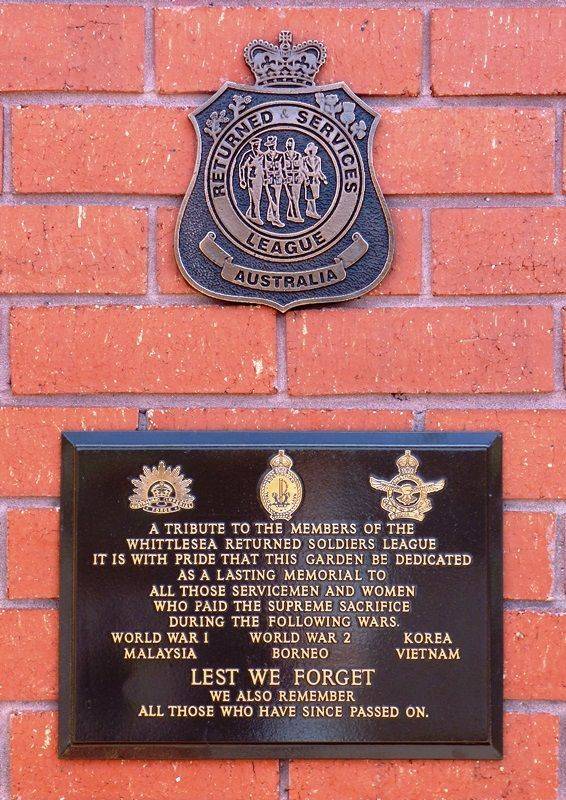 RETURNED & SERVICES
LEAGUE
AUSTRALIA
A TRIBUTE TO THE MEMBERS OF THE
WHITTLESEA RETURNED SOLDIERS LEAGUE
IT IS WITH PRIDE THAT THIS GARDEN BE DEDICATED
AS A LASTING MEMORIAL TO
ALL THOSE SERVICEMEN AND WOMEN
WHO PAID THE SUPREME SACRIFICE
DURING THE FOLLOWING WARS.
WORLD WAR 1 WORLD WAR 2 KOREA
MALAYSIA BORNEO VIETNAM
LEST WE FORGET
WE ALSO REMEMBER
ALL THOSE WHO HAVE SINCE PASSED ON.